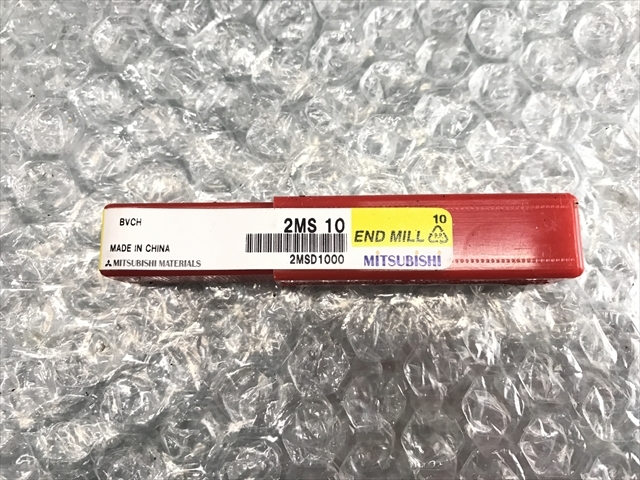 BVCH
2MS 10
10
END MILL
MADE IN CHINA
2MSD1000
MITSUBISHI MATERIALS
MITSUBISHI